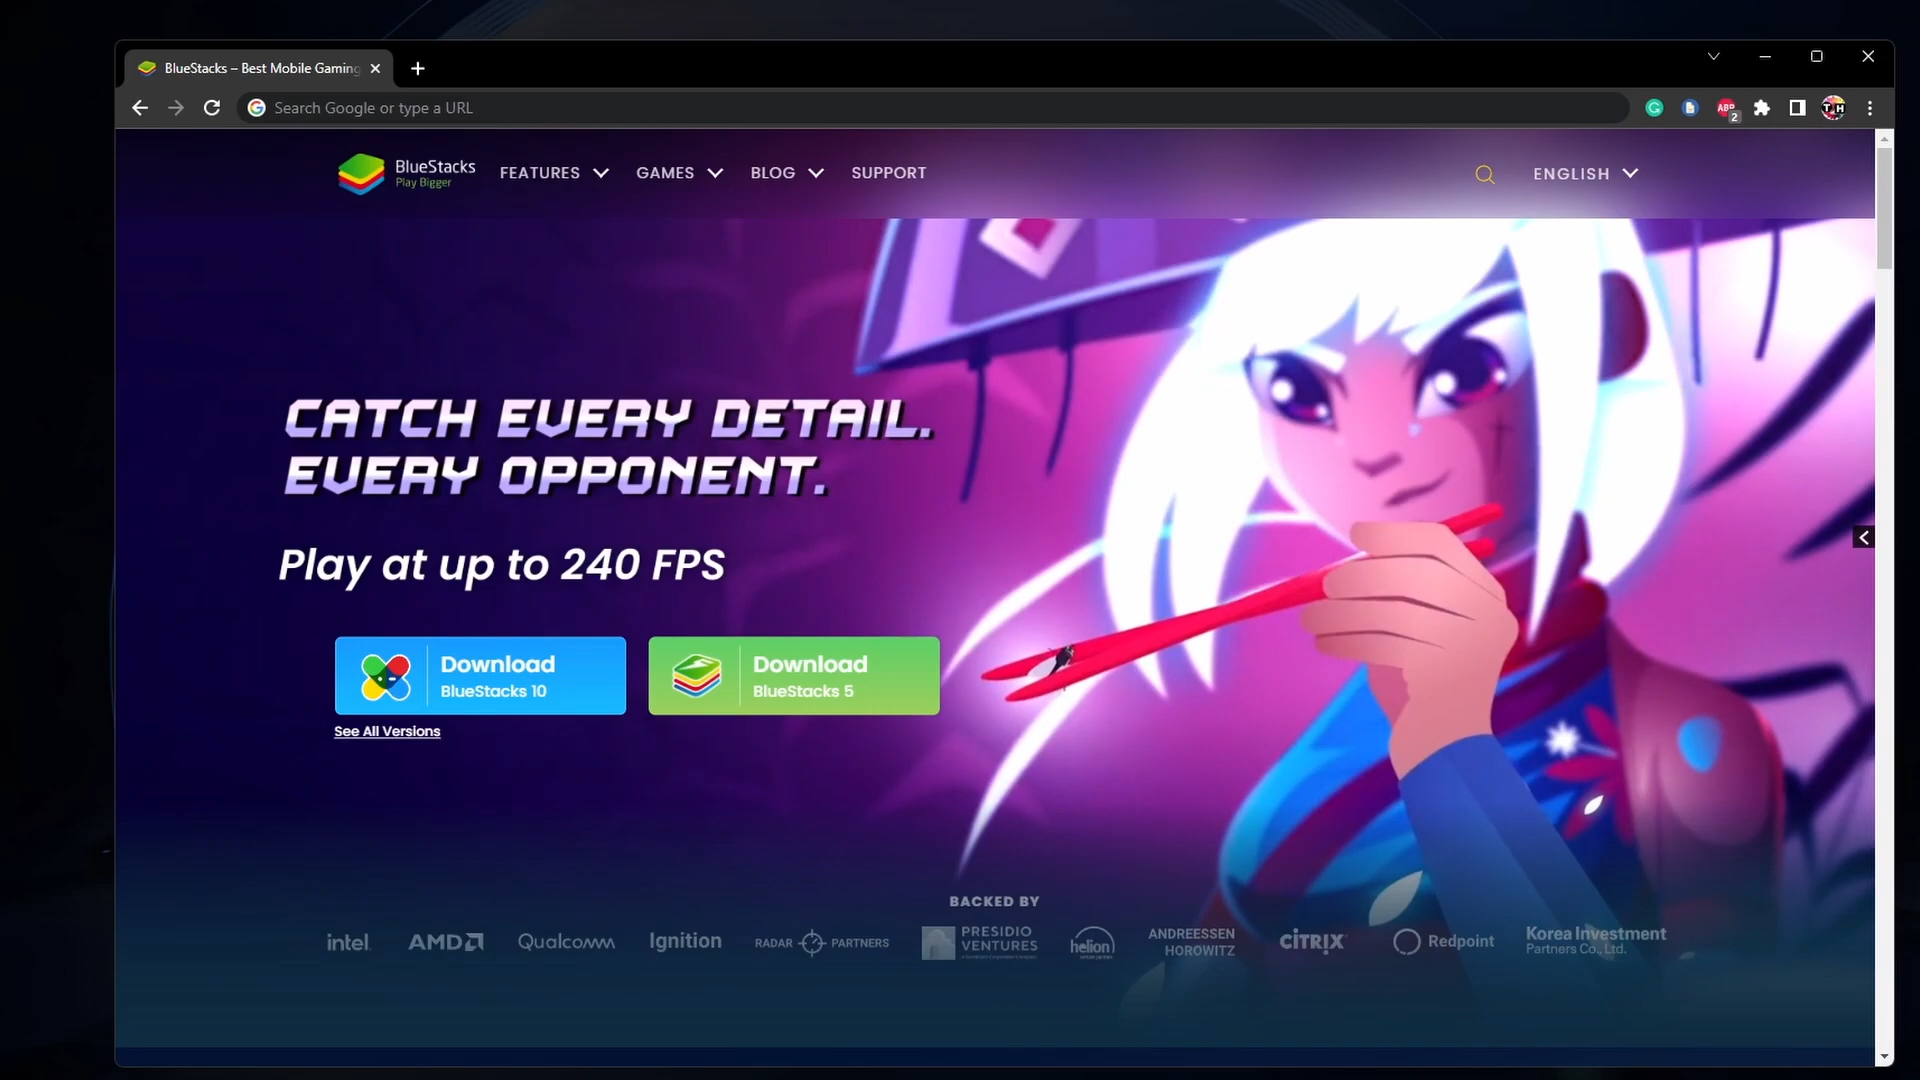 BlueStacks – Best Mobile Gaming
Search Google or type a URL
ABP
2
T H
BlueStacks
Play Bigger
FEATURES
GAMES
BLOG
SUPPORT
ENGLISH
CATCH EVERY DETAIL.
EVERY OPPONENT.
Play at up to 240 FPS
Download
BlueStacks 10
Download
BlueStacks 5
See All Versions
BACKED BY
intel
AMD
Qualcomm
Ignition
RADAR PARTNERS
PRESIDIO
VENTURES
helion
ANDREESSEN
HOROWITZ
CITRIX
Redpoint
Korea Investment
Partners Co., Ltd.